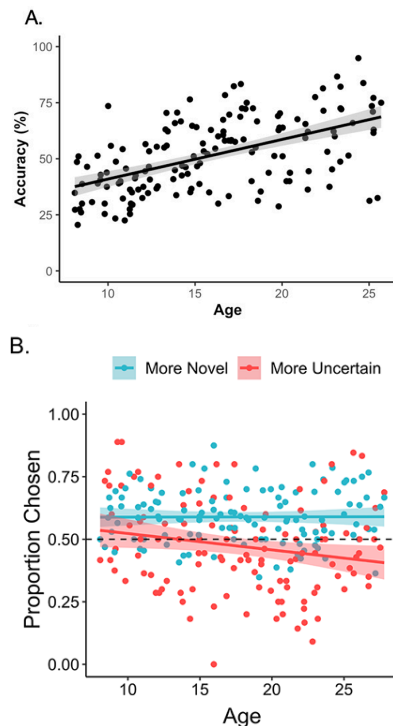 A.
100
75
50
25
0
Accuracy (%)
10 15 20 25
Age
B.
More Novel More Uncertain
1.00
0.75
0.50
0.25
0.00
Proportion Chosen
10 15 20 25
Age